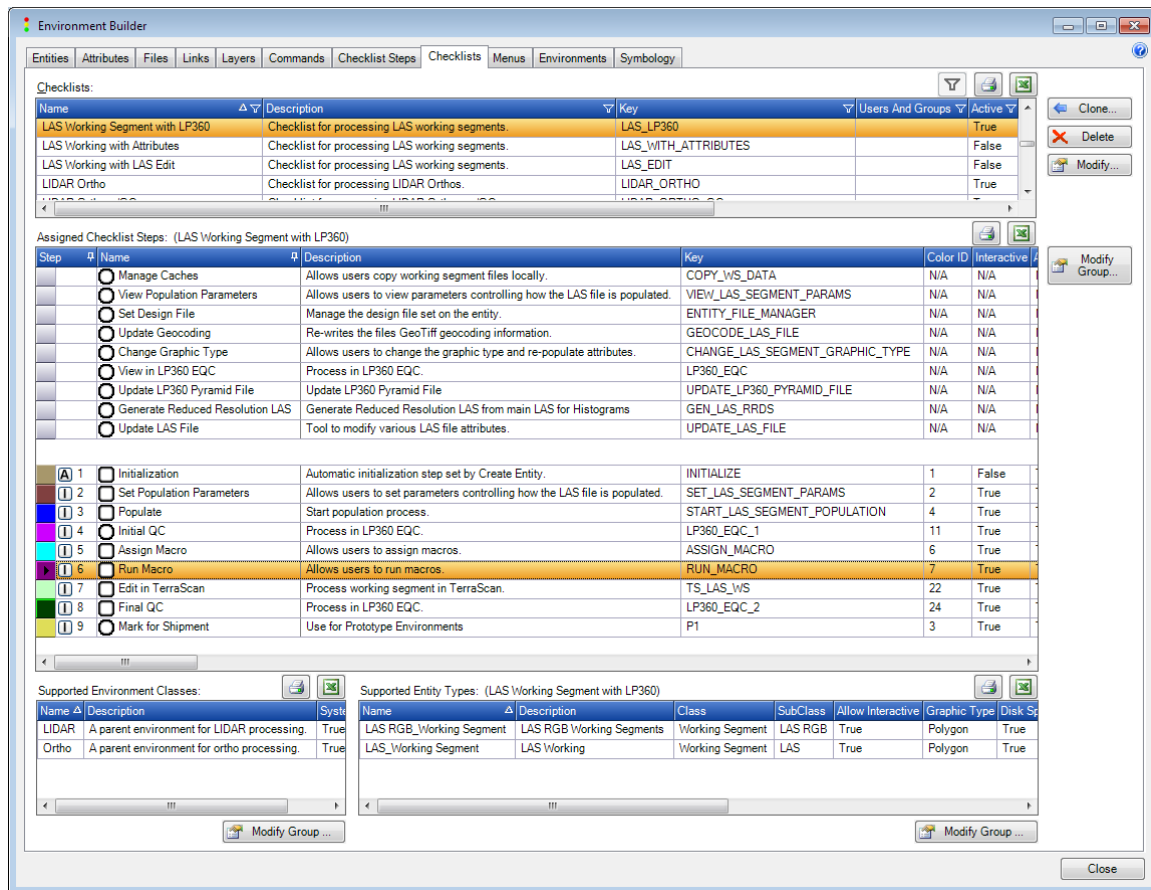 Environment Builder
Entities Attributes Files Links Layers Commands Checklist Steps Checklists Menus Environments Symbology
Checklists:
Name Description Key Users And Groups Active
LAS Working Segment with LP360 Checklist for processing LAS working segments. LAS_LP360 True
LAS Working with Attributes Checklist for processing LAS working segments. LAS_WITH_ATTRIBUTES False
LAS Working with LAS Edit Checklist for processing LAS working segments. LAS_EDIT False
LIDAR Ortho Checklist for processing LIDAR Orthos. LIDAR_ORTHO True
Clone...
Delete
Modify...
Assigned Checklist Steps: (LAS Working Segment with LP360)
Step Name Description Key Color ID Interactive
Manage Caches Allows users copy working segment files locally. COPY_WS_DATA N/A N/A
View Population Parameters Allows users to view parameters controlling how the LAS file is populated. VIEW_LAS_SEGMENT_PARAMS N/A N/A
Set Design File Manage the design file set on the entity. ENTITY_FILE_MANAGER N/A N/A
Update Geocoding Re-writes the files GeoTiff geocoding information. GEOCODE_LAS_FILE N/A N/A
Change Graphic Type Allows users to change the graphic type and re-populate attributes. CHANGE_LAS_SEGMENT_GRAPHIC_TYPE N/A N/A
View in LP360 EQC Process in LP360 EQC. LP360_EQC N/A N/A
Update LP360 Pyramid File Update LP360 Pyramid File UPDATE_LP360_PYRAMID_FILE N/A N/A
Generate Reduced Resolution LAS Generate Reduced Resolution LAS from main LAS for Histograms GEN_LAS_RRDS N/A N/A
Update LAS File Tool to modify various LAS file attributes. UPDATE_LAS_FILE N/A N/A
Modify Group...
A 1 Initialization Automatic initialization step set by Create Entity. INITIALIZE 1 False
I 2 Set Population Parameters Allows users to set parameters controlling how the LAS file is populated. SET_LAS_SEGMENT_PARAMS 2 True
I 3 Populate Start population process. START_LAS_SEGMENT_POPULATION 4 True
I 4 Initial QC Process in LP360 EQC. LP360_EQC_1 11 True
I 5 Assign Macro Allows users to assign macros. ASSIGN_MACRO 6 True
I 6 Run Macro Allows users to run macros. RUN_MACRO 7 True
I 7 Edit in TerraScan Process working segment in TerraScan. TS_LAS_WS 22 True
I 8 Final QC Process in LP360 EQC. LP360_EQC_2 24 True
I 9 Mark for Shipment Use for Prototype Environments P1 3 True
Supported Environment Classes:
Name Description Syste
LIDAR A parent environment for LIDAR processing. True
Ortho A parent environment for ortho processing. True
Modify Group ...
Supported Entity Types: (LAS Working Segment with LP360)
Name Description Class SubClass Allow Interactive Graphic Type Disk Sp
LAS RGB_Working Segment LAS RGB Working Segments Working Segment LAS RGB True Polygon True
LAS_Working Segment LAS Working Working Segment LAS True Polygon True
Modify Group ...
Close